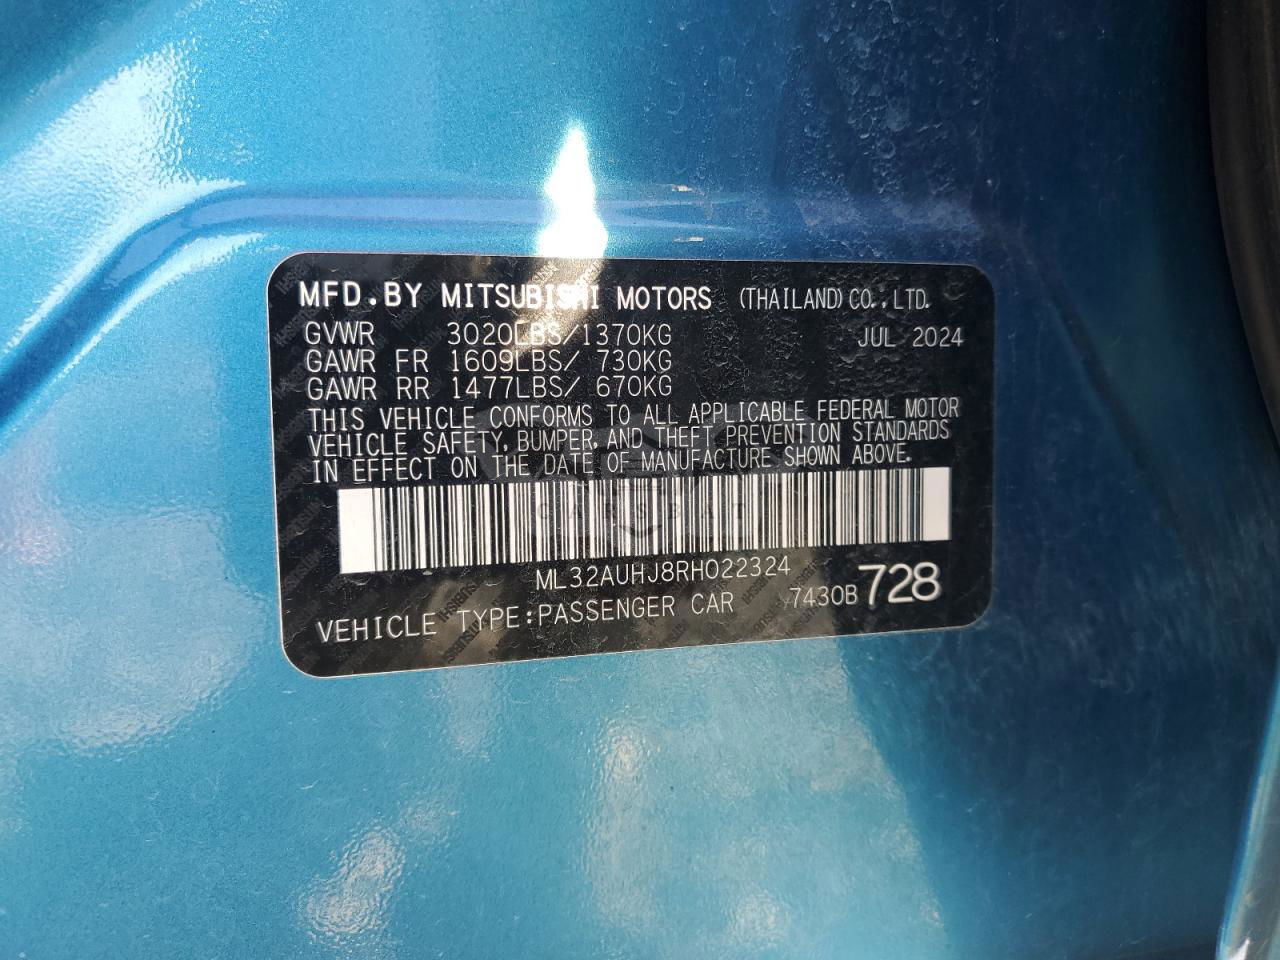 MFD.BY MITSUBISHI MOTORS (THAILAND)CO.,LTD.
GVWR 3020LBS/1370KG JUL 2024
GAWR FR 1609LBS/ 730KG
GAWR RR 1477LBS/ 670KG
THIS VEHICLE CONFORMS TO ALL APPLICABLE FEDERAL MOTOR
VEHICLE SAFETY, BUMPER, AND THEFT PREVENTION STANDARDS
IN EFFECT ON THE DATE OF MANUFACTURE SHOWN ABOVE.
CARSBAT
ML32AUHJ8RH022324
VEHICLE TYPE:PASSENGER CAR 7430B 728